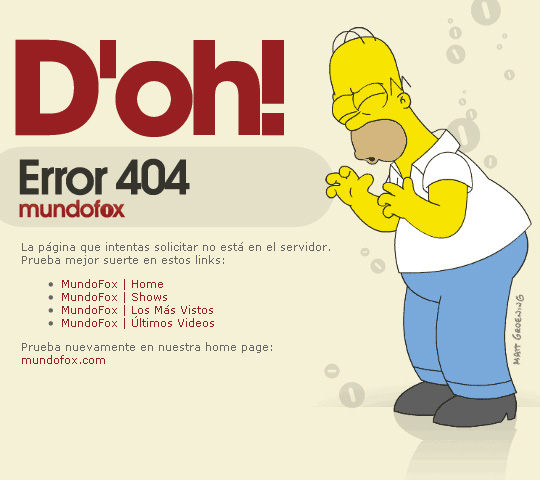 D'oh!
Error 404
mundofox
La página que intentas solicitar no está en el servidor.
Prueba mejor suerte en estos links:
MundoFox | Home
MundoFox | Shows
MundoFox | Los Más Vistos
MundoFox | Últimos Videos
Prueba nuevamente en nuestra home page:
mundofox.com
MATT GROENING